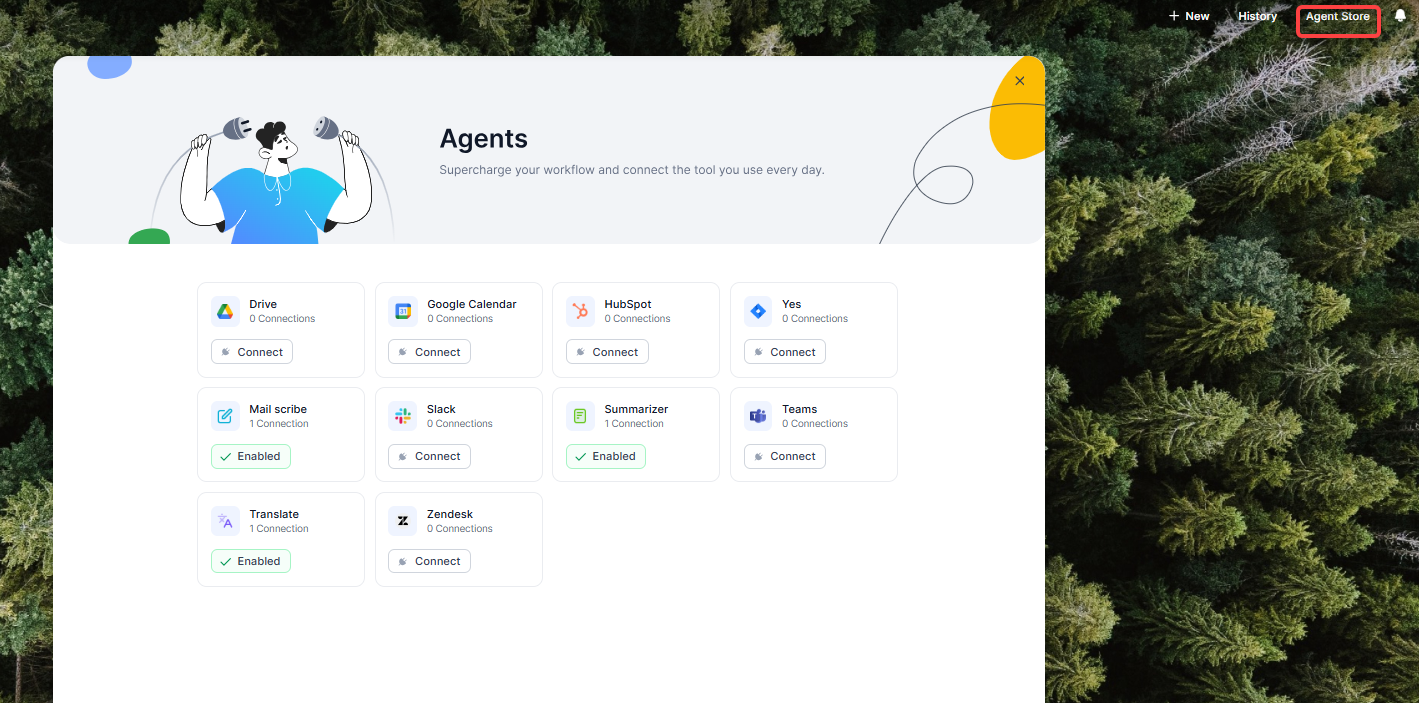 New History Agent Store
Agents
Supercharge your workflow and connect the tool you use every day.
Drive
0 Connections
Connect
Google Calendar
0 Connections
Connect
HubSpot
0 Connections
Connect
Yes
0 Connections
Connect
Mail scribe
1 Connection
Enabled
Slack
0 Connections
Connect
Summarizer
1 Connection
Enabled
Teams
0 Connections
Connect
Translate
1 Connection
Enabled
Zendesk
0 Connections
Connect